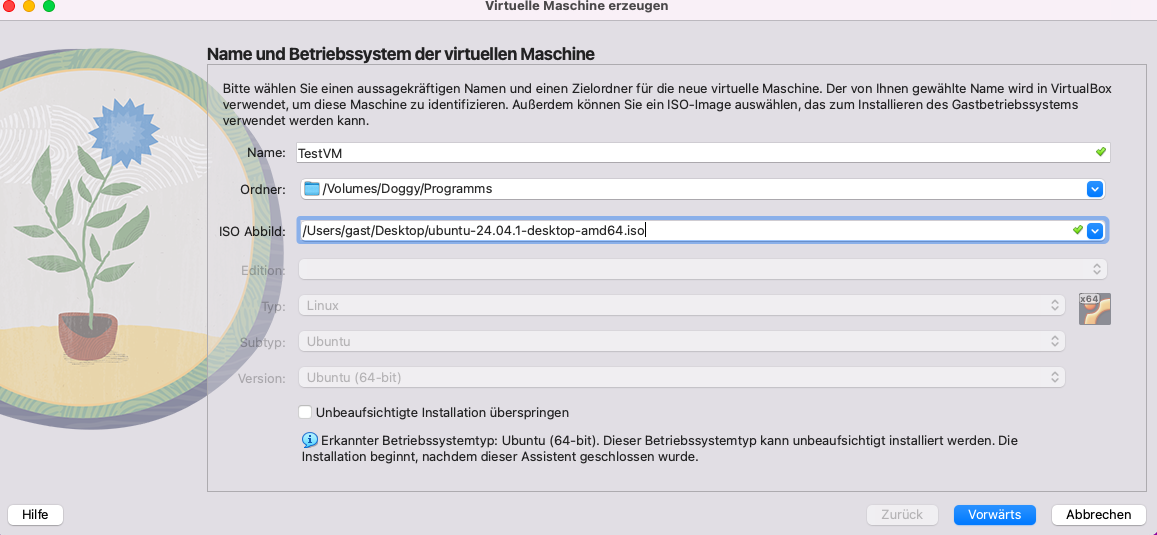 Virtuelle Maschine erzeugen
Name und Betriebssystem der virtuellen Maschine
Bitte wählen Sie einen aussagekräftigen Namen und einen Zielordner für die neue virtuelle Maschine. Der von Ihnen gewählte Name wird in VirtualBox
verwendet, um diese Maschine zu identifizieren. Außerdem können Sie ein ISO-Image auswählen, das zum Installieren des Gastbetriebssystems
verwendet werden kann.
Name: TestVM
Ordner: /Volumes/Doggy/Programms
ISO Abbild: /Users/gast/Desktop/ubuntu-24.04.1-desktop-amd64.iso
Edition:
Typ: Linux
x64
Subtyp: Ubuntu
Version: Ubuntu (64-bit)
Unbeaufsichtigte Installation überspringen
Erkannter Betriebssystemtyp: Ubuntu (64-bit). Dieser Betriebssystemtyp kann unbeaufsichtigt installiert werden. Die
Installation beginnt, nachdem dieser Assistent geschlossen wurde.
Hilfe Zurück Vorwärts Abbrechen